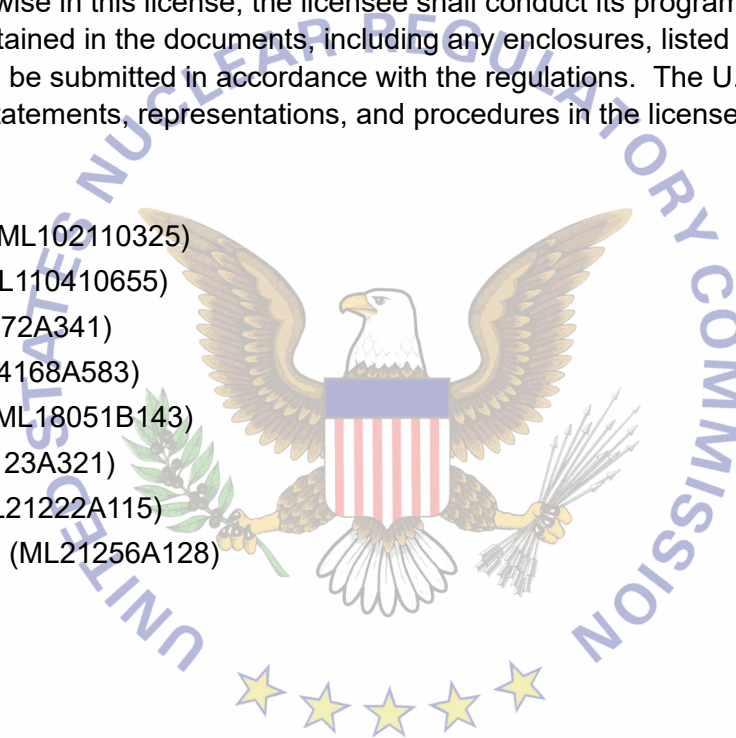 wise in this license, the licensee shall conduct its program
tained in the documents, including any enclosures, listed
be submitted in accordance with the regulations. The U.
tatements, representations, and procedures in the license
ML102110325)
L110410655)
72A341)
4168A583)
ML18051B143)
123A321)
L21222A115)
(ML21256A128)
UNITED STATES NUCLEAR REGULATORY COMMISSION